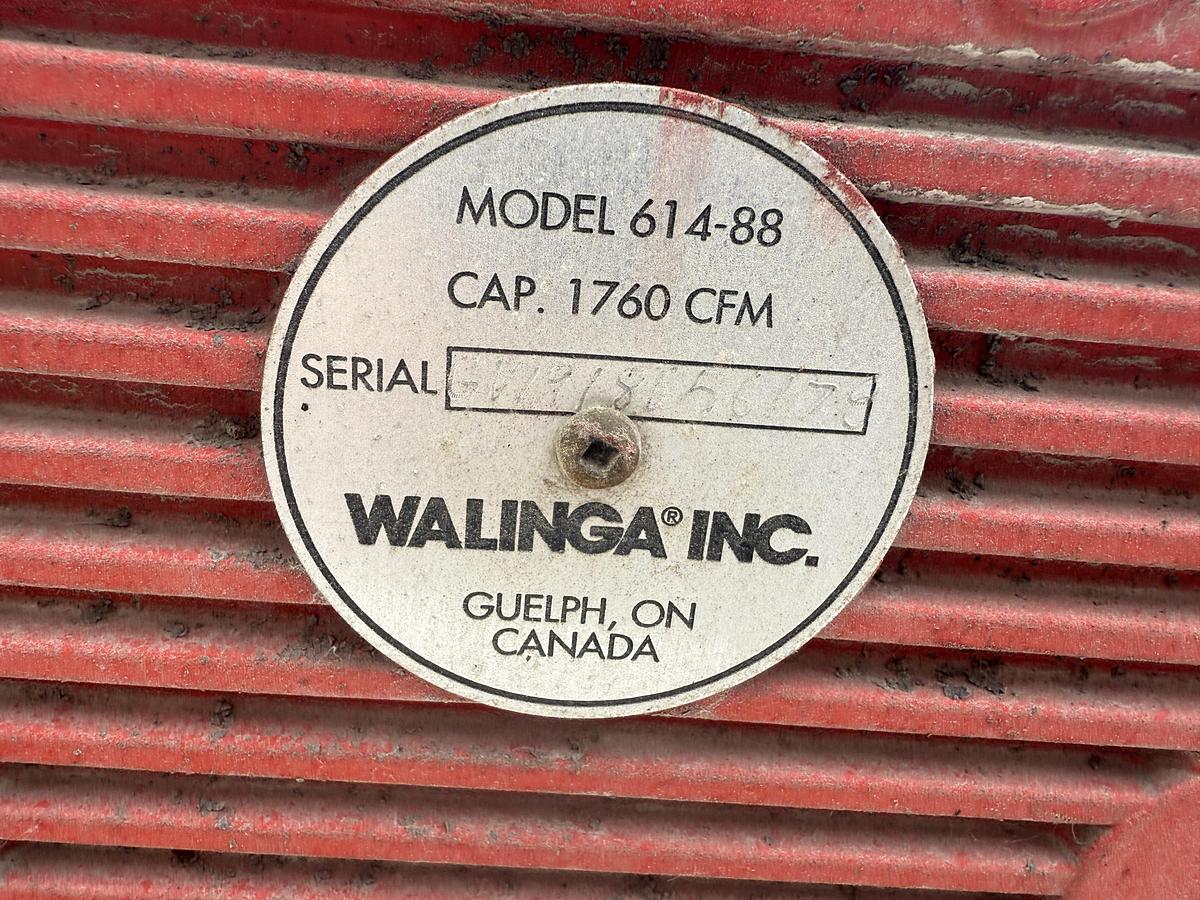 MODEL 614-88
CAP. 1760 CFM
SERIAL
WALINGA® INC.
GUELPH, ON
CANADA